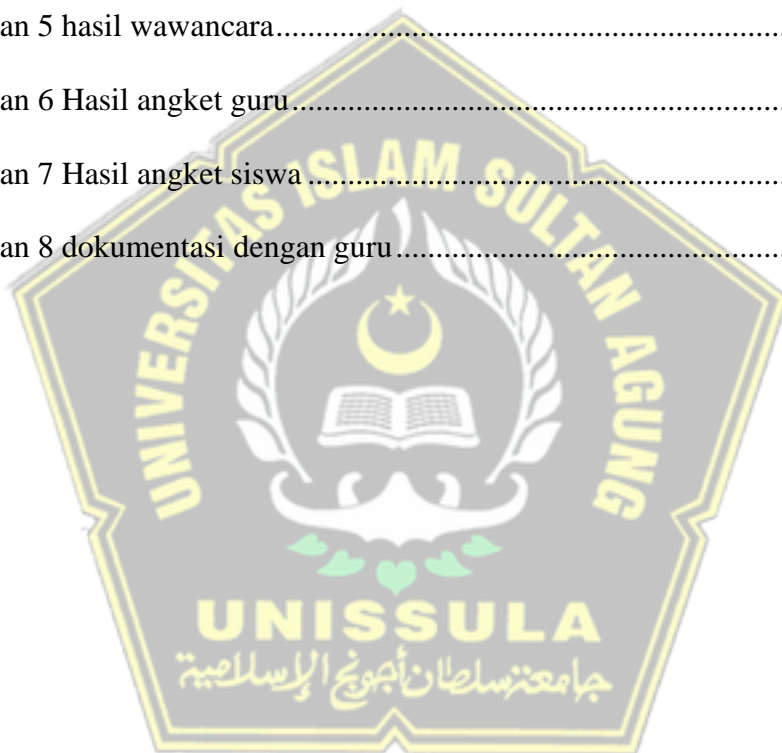 an 5 hasil wawancara
an 6 Hasil angket guru
an 7 Hasil angket siswa
an 8 dokumentasi dengan guru
UNIVERSITAS ISLAM SULTAN AGUNG
UNISSULA
جامعة سلطان أجونج الإسلامية